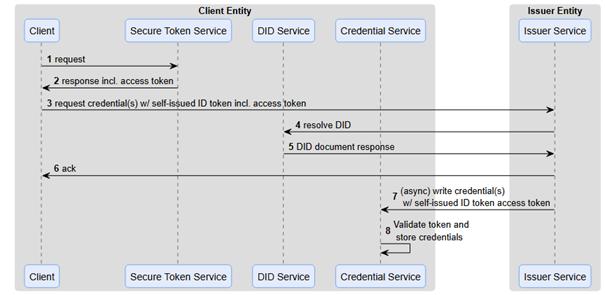 Client Entity
Issuer Entity
Client
Secure Token Service
DID Service
Credential Service
Issuer Service
1 request
2 response incl. access token
3 request credential(s) w/ self-issued ID token incl. access token
4 resolve DID
5 DID document response
6 ack
7 (async) write credential(s)
w/ self-issued ID token access token
8 Validate token and
store credentials
Client
Secure Token Service
DID Service
Credential Service
Issuer Service